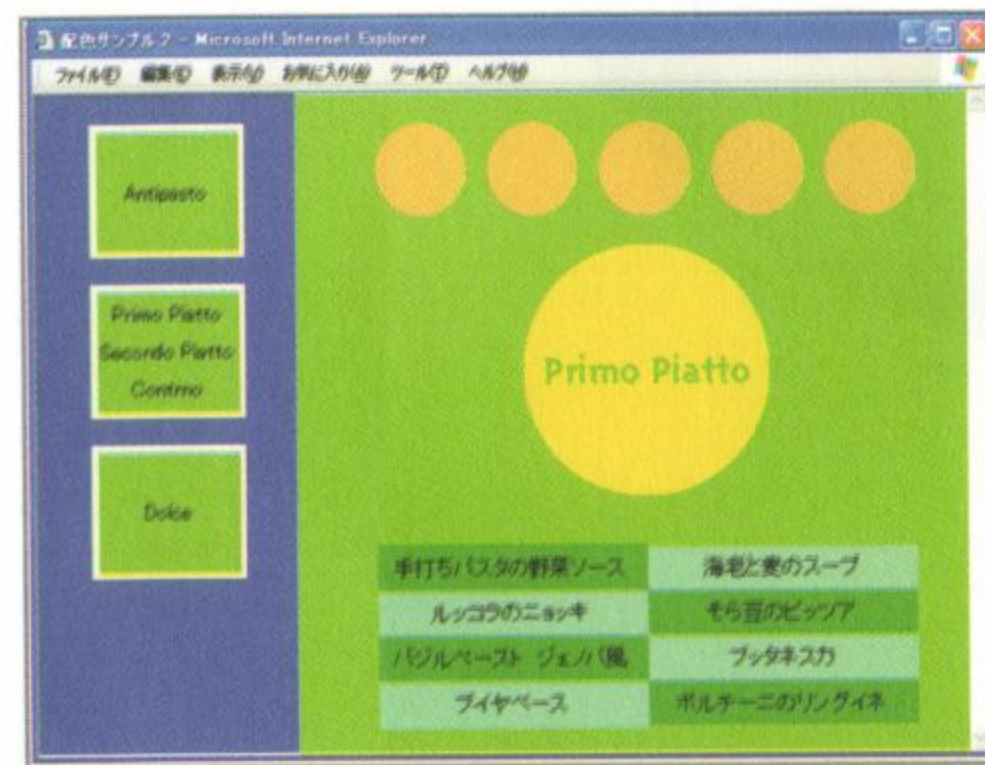 配色サンプル2 - Microsoft Internet Explorer
ファイル(F) 編集(E) 表示(V) お気に入り(A) ツール(T) ヘルプ(H)
Antipasto
Primo Piatto
Secondo Piatto
Contrno
Dolce
Primo Piatto
手打ちパスタの野菜ソース 海老と麦のスープ
ルッコラのニョッキ そら豆のピッツア
バジルペースト ジェノバ風 プッタネスカ
ブイヤベース ポルチーニのリングイネ